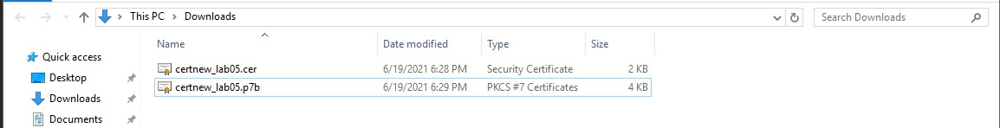 This PC > Downloads
Search Downloads
Name Date modified Type Size
Quick access
certnew_lab05.cer 6/19/2021 6:28 PM Security Certificate 2 KB
Desktop
certnew_lab05.p7b 6/19/2021 6:29 PM PKCS #7 Certificates 4 KB
Downloads
Documents